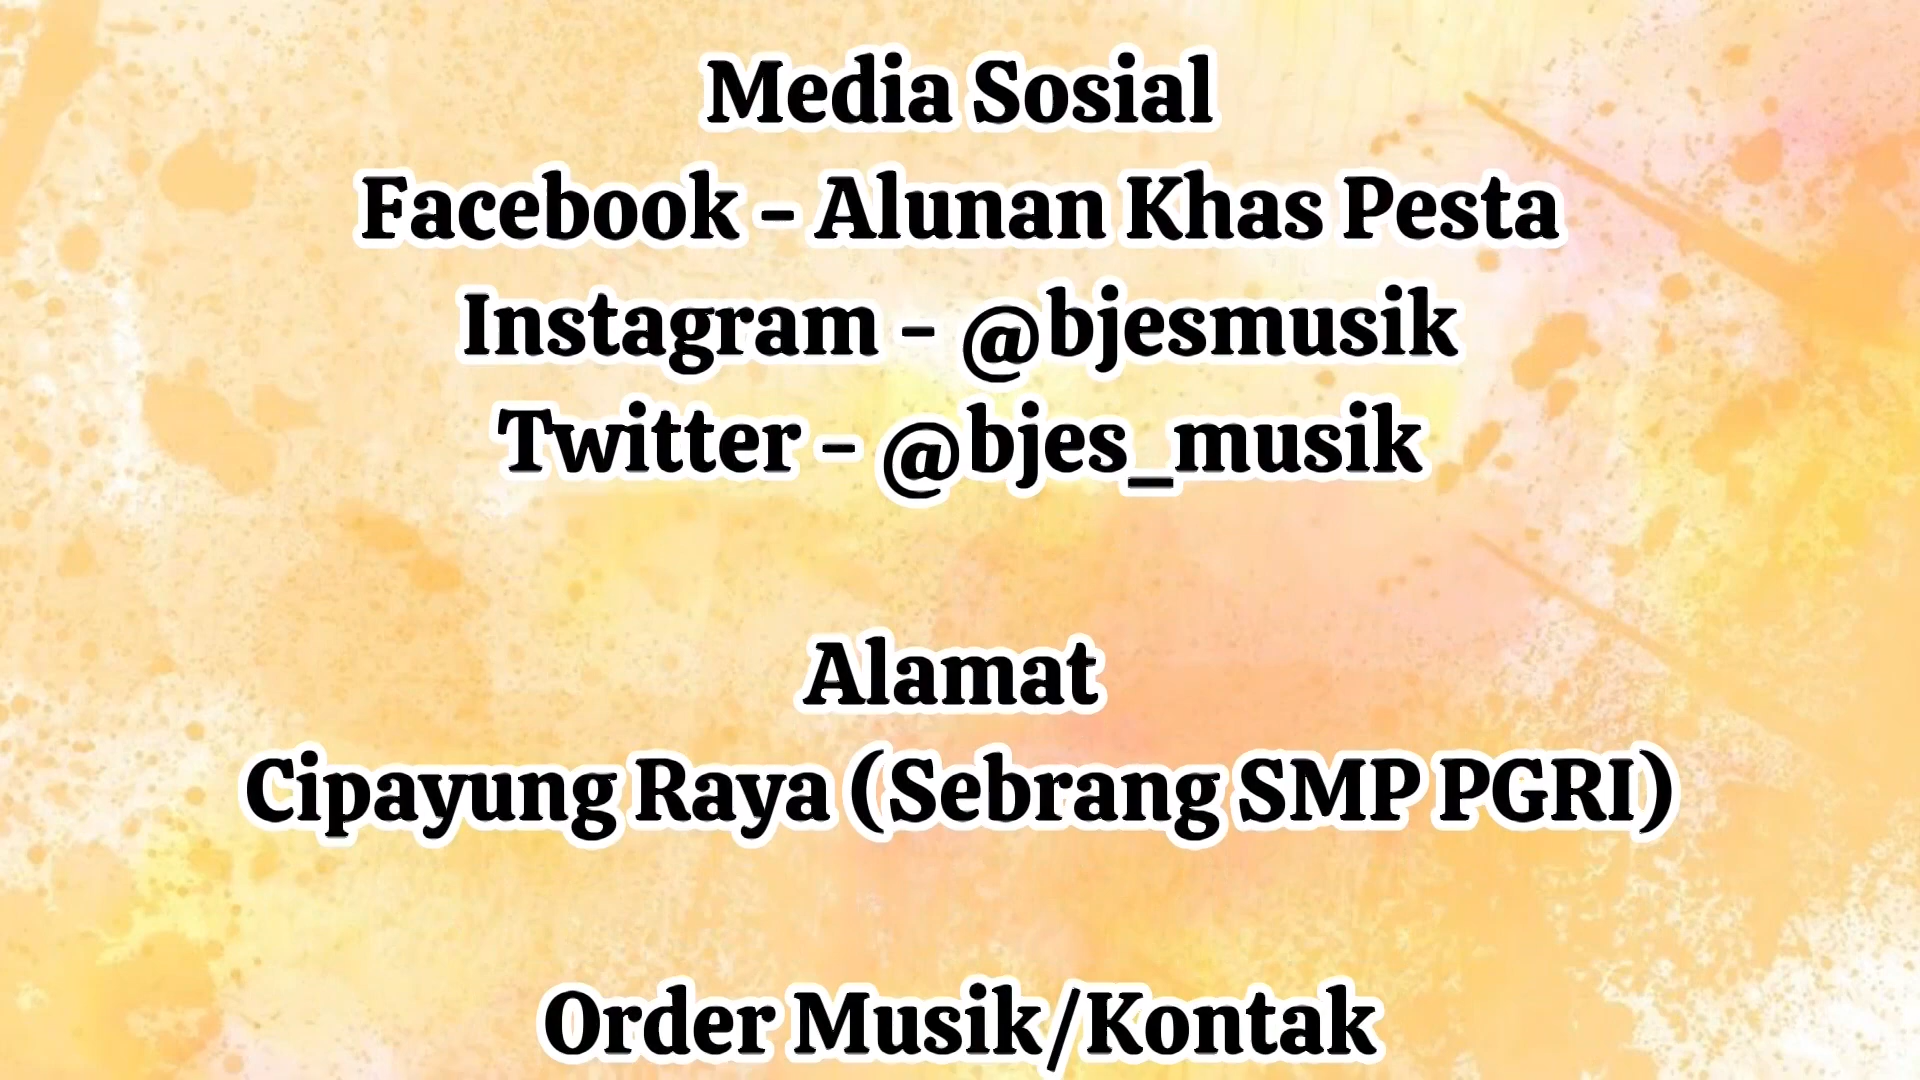 Media Sosial
Facebook - Alunan Khas Pesta
Instagram - @bjesmusik
Twitter - @bjes_musik
Alamat
Cipayung Raya (Sebrang SMP PGRI)
Order Musik/Kontak